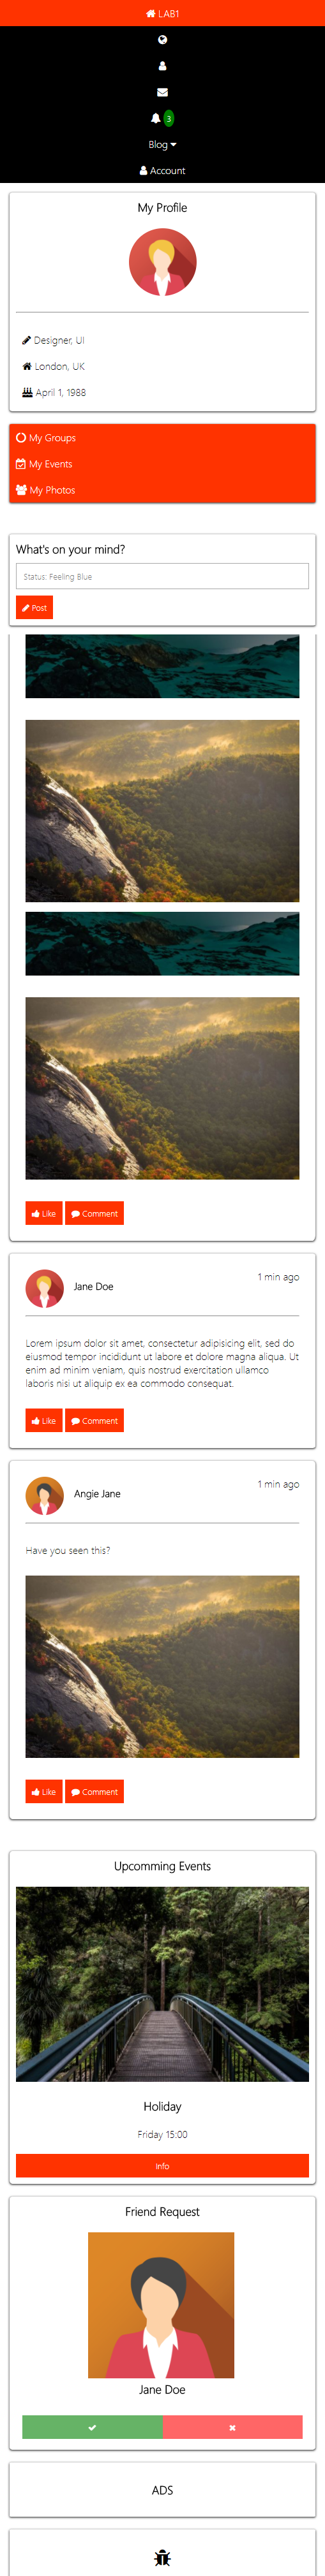 LAB1
3
Blog
Account
My Profile
Designer, UI
London, UK
April 1, 1988
My Groups
My Events
My Photos
What's on your mind?
Status: Feeling Blue
Post
Like Comment
Jane Doe 1 min ago
Lorem ipsum dolor sit amet, consectetur adipisicing elit, sed do
eiusmod tempor incididunt ut labore et dolore magna aliqua. Ut
enim ad minim veniam, quis nostrud exercitation ullamco
laboris nisi ut aliquip ex ea commodo consequat.
Like Comment
Angie Jane 1 min ago
Have you seen this?
Like Comment
Upcomming Events
Holiday
Friday 15:00
Info
Friend Request
Jane Doe
ADS